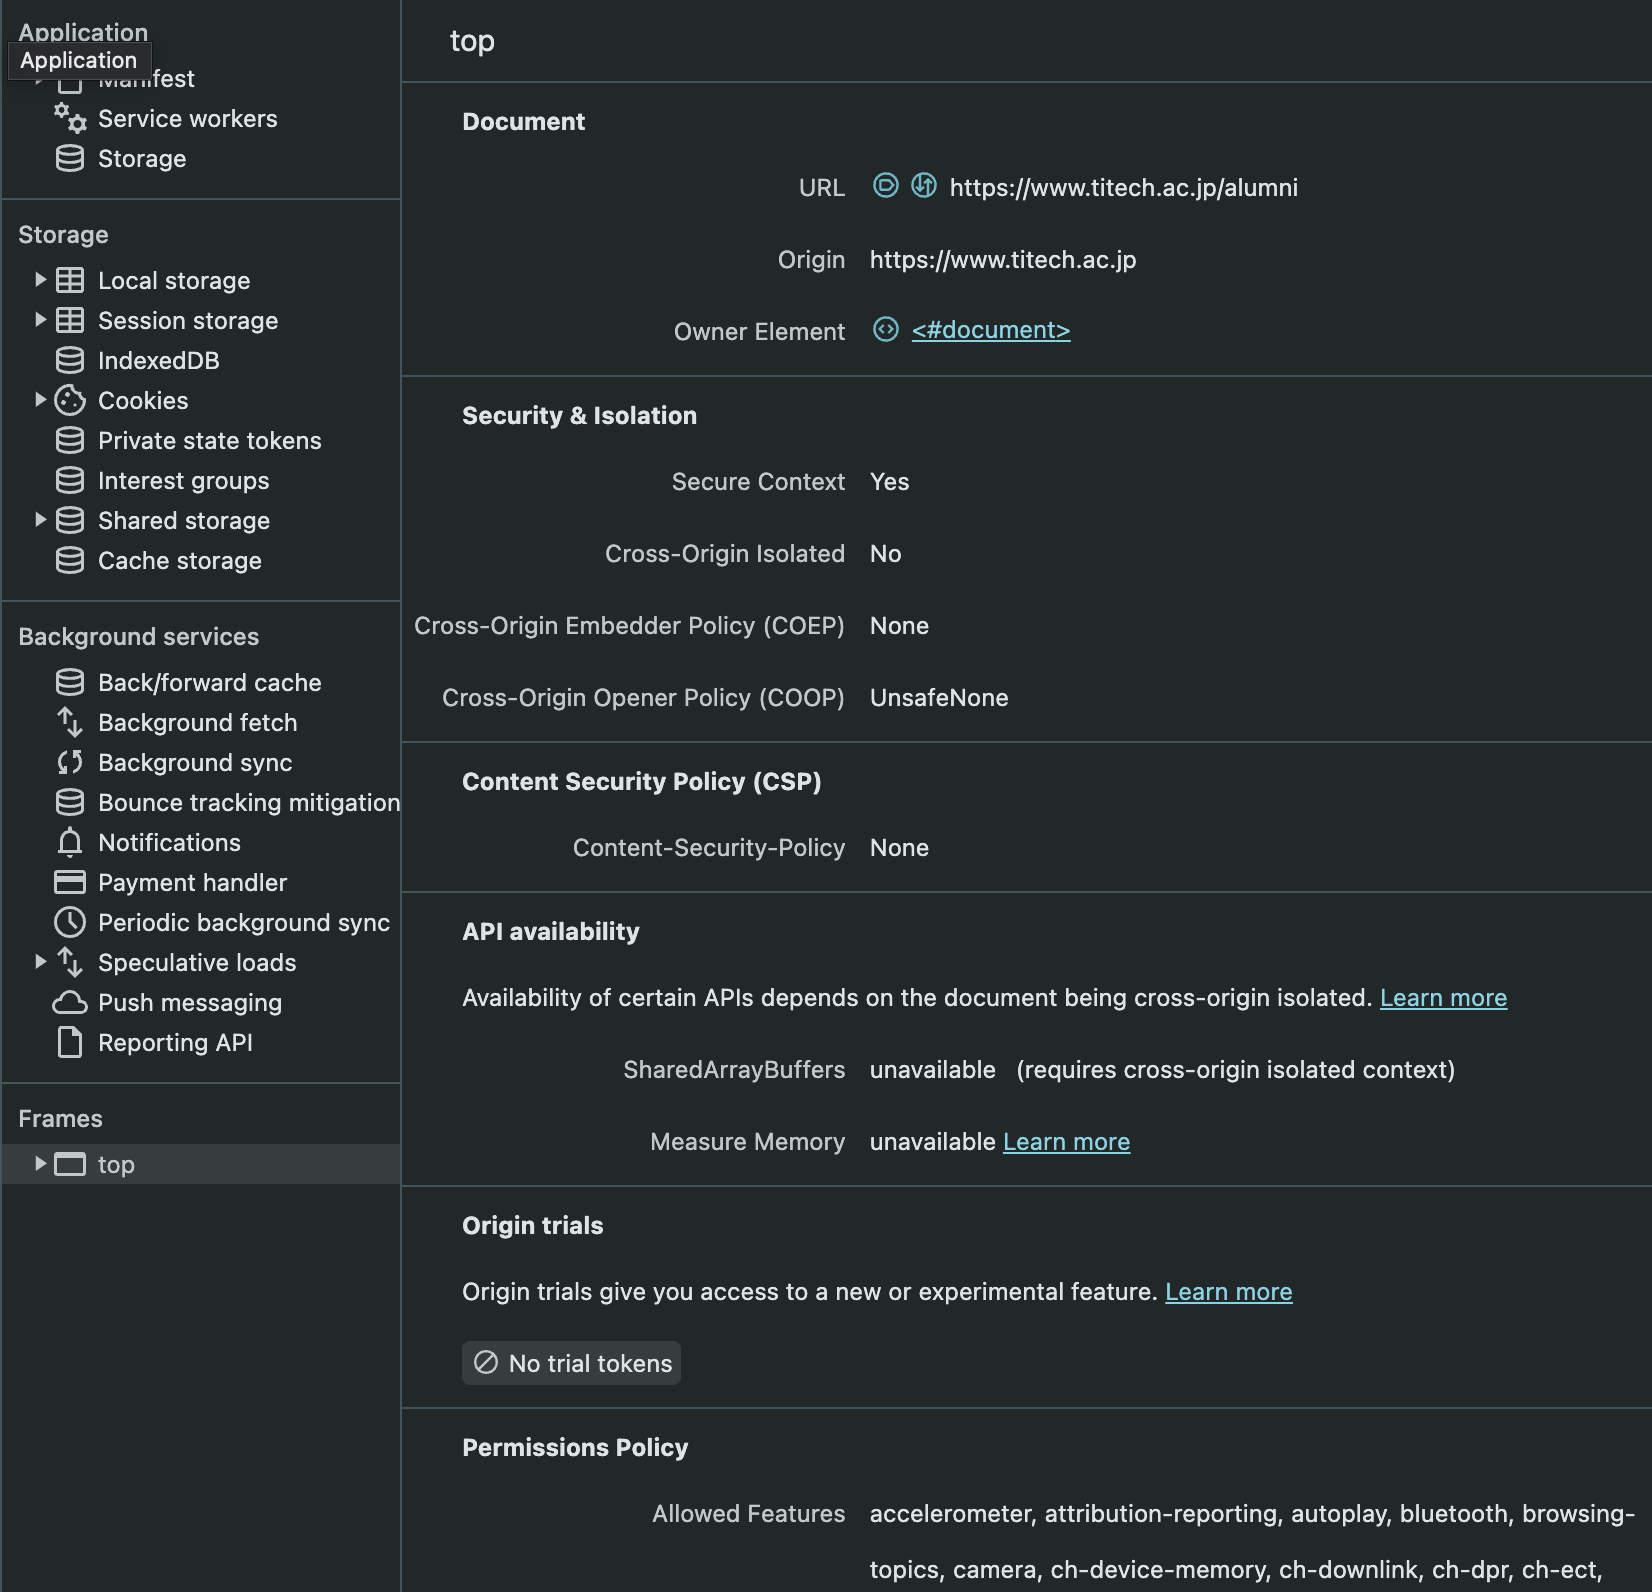 Application
Application
Manifest
Service workers
Storage
Storage
Local storage
Session storage
IndexedDB
Cookies
Private state tokens
Interest groups
Shared storage
Cache storage
Background services
Back/forward cache
Background fetch
Background sync
Bounce tracking mitigation
Notifications
Payment handler
Periodic background sync
Speculative loads
Push messaging
Reporting API
Frames
top
top
Document
URL https://www.titech.ac.jp/alumni
Origin https://www.titech.ac.jp
Owner Element <#document>
Security & Isolation
Secure Context Yes
Cross-Origin Isolated No
Cross-Origin Embedder Policy (COEP) None
Cross-Origin Opener Policy (COOP) UnsafeNone
Content Security Policy (CSP)
Content-Security-Policy None
API availability
Availability of certain APIs depends on the document being cross-origin isolated. Learn more
SharedArrayBuffers unavailable (requires cross-origin isolated context)
Measure Memory unavailable Learn more
Origin trials
Origin trials give you access to a new or experimental feature. Learn more
No trial tokens
Permissions Policy
Allowed Features accelerometer, attribution-reporting, autoplay, bluetooth, browsing-
topics, camera, ch-device-memory, ch-downlink, ch-dpr, ch-ect,